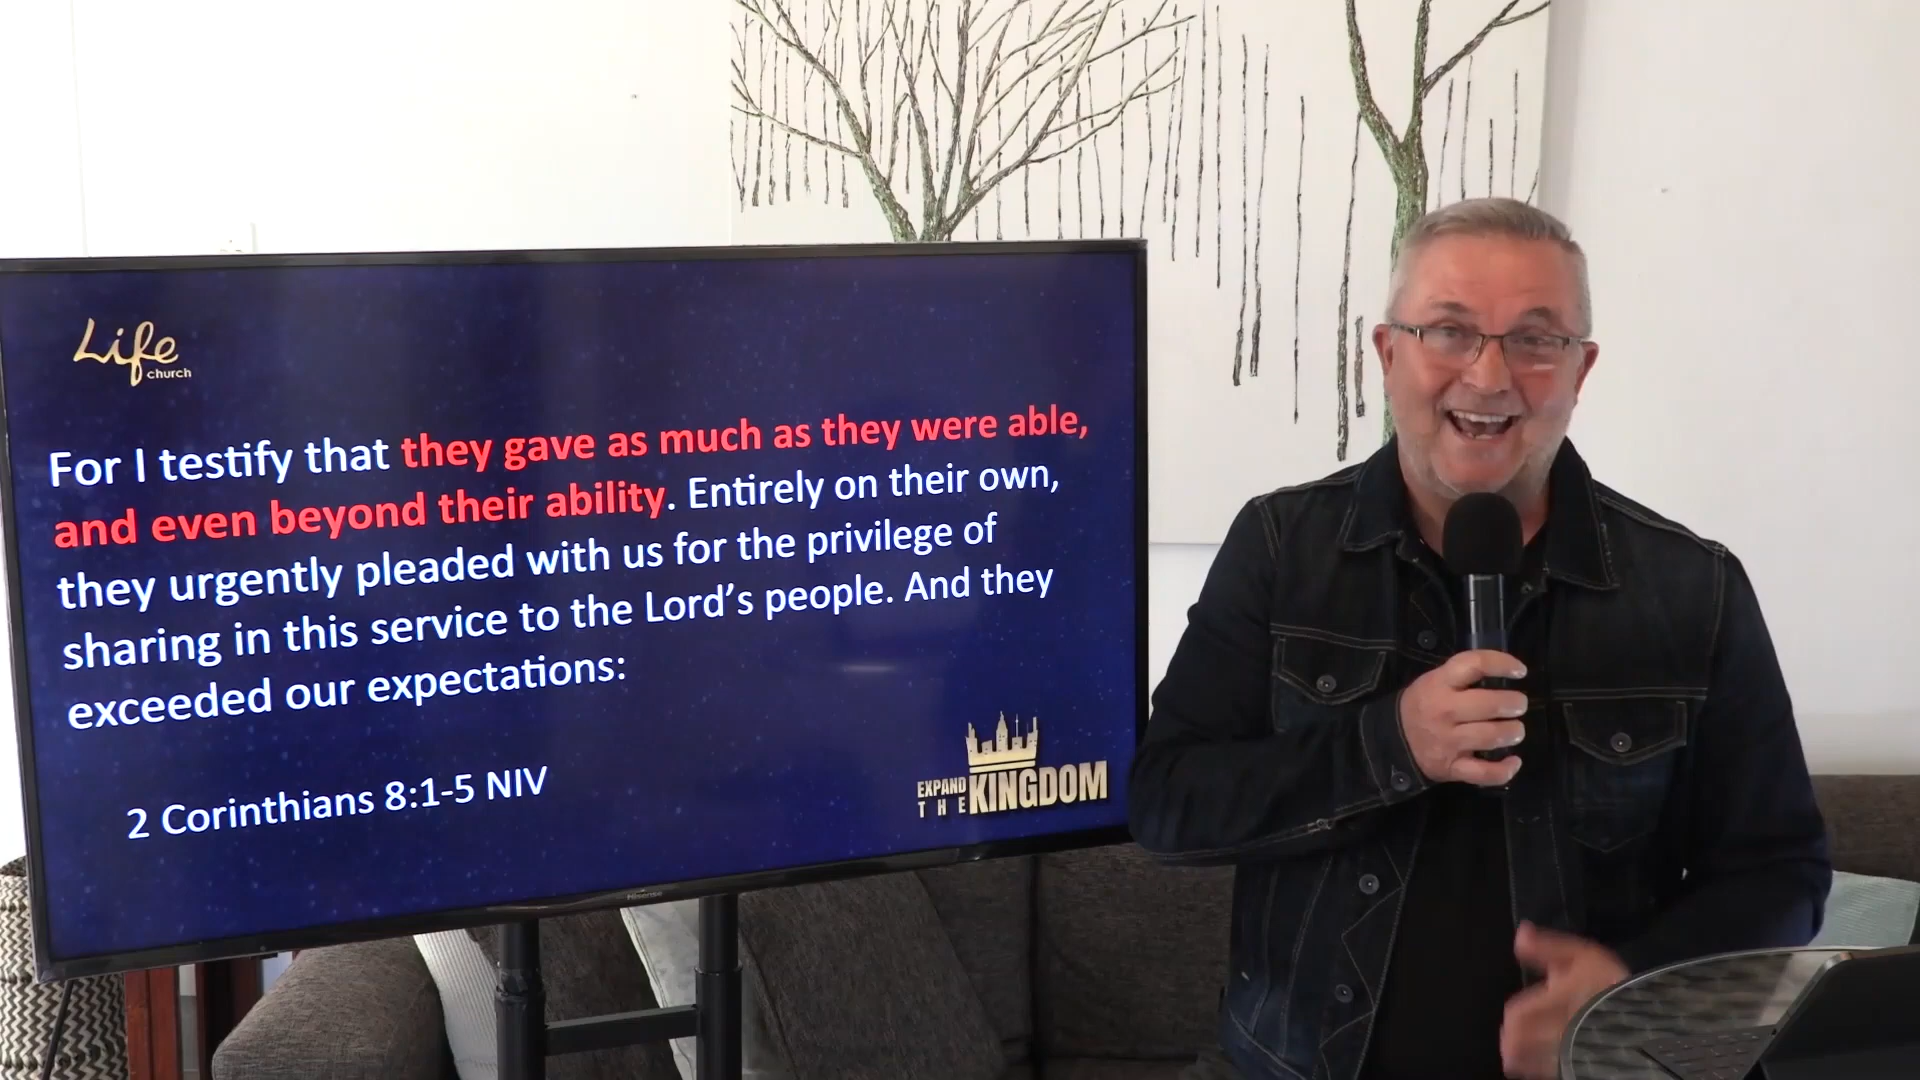 Life
church
For I testify that they gave as much as they were able,
and even beyond their ability. Entirely on their own,
they urgently pleaded with us for the privilege of
sharing in this service to the Lord’s people. And they
exceeded our expectations:
2 Corinthians 8:1-5 NIV
EXPAND
THE KINGDOM
Hisense